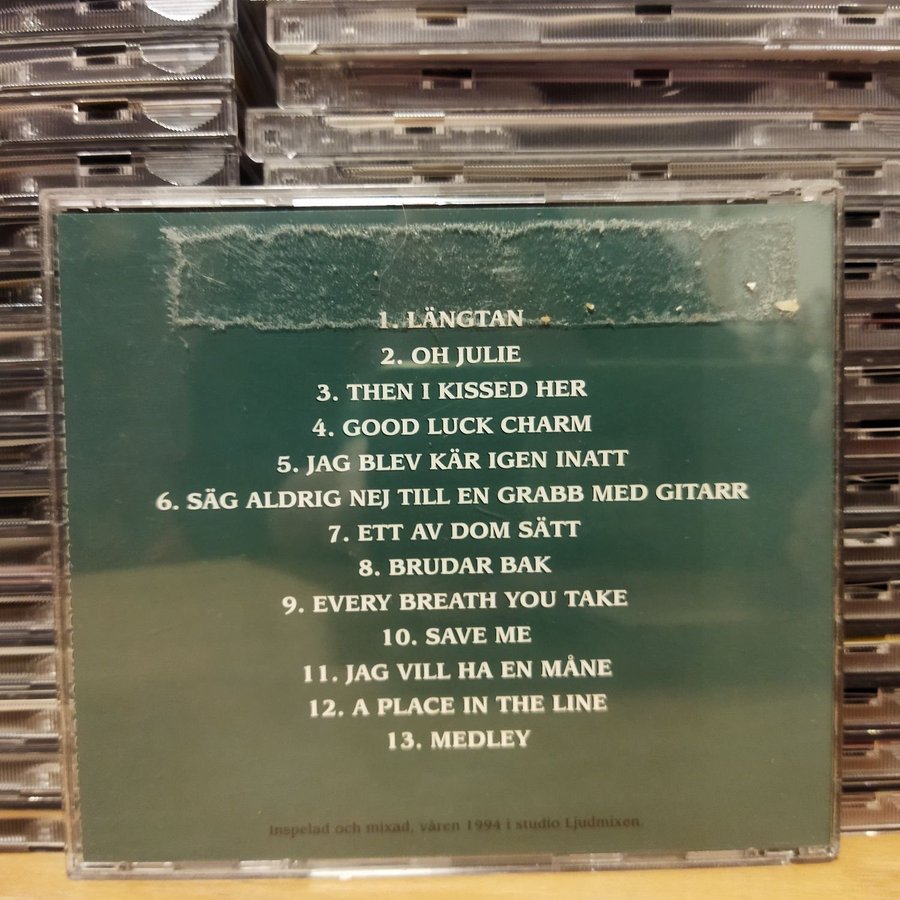 1. LÄNGTAN
2. OH JULIE
3. THEN I KISSED HER
4. GOOD LUCK CHARM
5. JAG BLEV KÄR IGEN INATT
6. SÄG ALDRIG NEJ TILL EN GRABB MED GITARR
7. ETT AV DOM SÄTT
8. BRUDAR BAK
9. EVERY BREATH YOU TAKE
10. SAVE ME
11. JAG VILL HA EN MÅNE
12. A PLACE IN THE LINE
13. MEDLEY
Inspelad och mixad, våren 1994 i studio Ljudmixen.